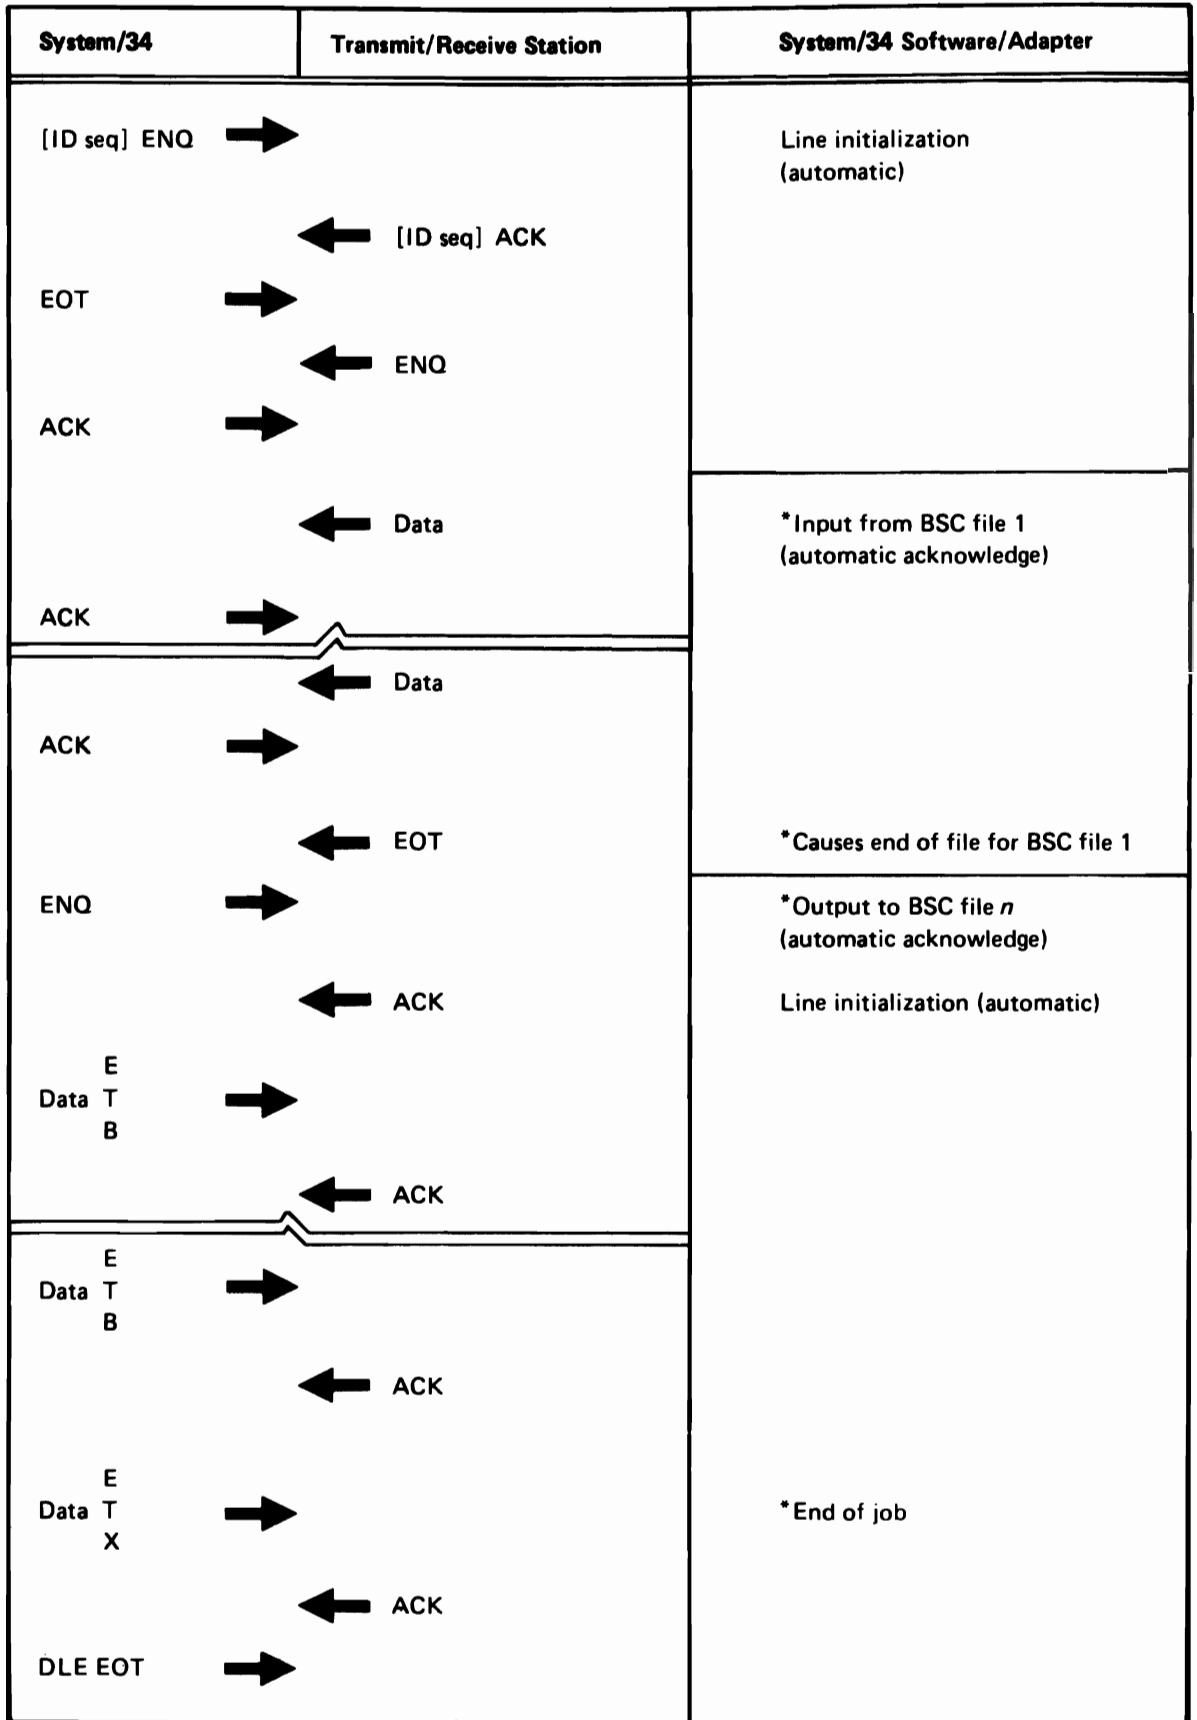 System/34 Transmit/Receive Station System/34 Software/Adapter
[ID seq] ENQ Line initialization
(automatic)
[ID seq] ACK
EOT
ENQ
ACK
Data *Input from BSC file 1
(automatic acknowledge)
ACK
Data
ACK
EOT *Causes end of file for BSC file 1
ENQ *Output to BSC file n
(automatic acknowledge)
ACK Line initialization (automatic)
E
Data T
B
ACK
E
Data T
B
ACK
E
Data T *End of job
X
ACK
DLE EOT